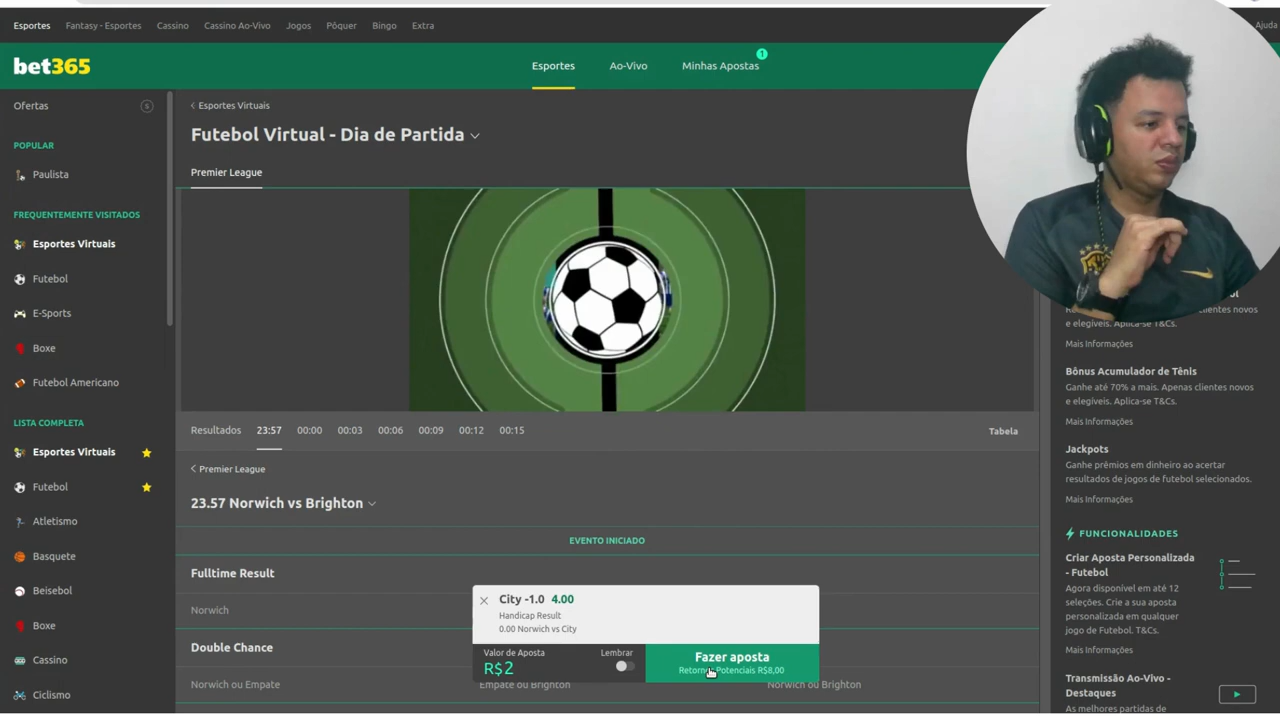 Esportes
Fantasy - Esportes
Cassino
Cassino Ao-Vivo
Jogos
Pôquer
Bingo
Extra
Ajuda
bet365
Esportes
Ao-Vivo
Minhas Apostas
1
Ofertas
5
POPULAR
Paulista
FREQUENTEMENTE VISITADOS
Esportes Virtuais
Futebol
E-Sports
Boxe
Futebol Americano
LISTA COMPLETA
Esportes Virtuais
Futebol
Atletismo
Basquete
Beisebol
Boxe
Cassino
Ciclismo
Esportes Virtuais
Futebol Virtual - Dia de Partida
Premier League
Resultados
23:57
00:00
00:03
00:06
00:09
00:12
00:15
Tabela
Premier League
23.57 Norwich vs Brighton
EVENTO INICIADO
Fulltime Result
Norwich
Double Chance
Norwich ou Empate
Empate ou Brighton
Norwich ou Brighton
City -1.0 4.00
Handicap Result
0.00 Norwich vs City
Valor de Aposta
R$2
Lembrar
Fazer aposta
Potenciais R$8,00
e elegíveis. Aplica-se T&Cs.
Mais Informações
Bônus Acumulador de Tênis
Ganhe até 70% a mais. Apenas clientes novos
e elegíveis. Aplica-se T&Cs.
Mais Informações
Jackpots
Ganhe prêmios em dinheiro ao acertar
resultados de jogos de futebol selecionados.
Mais Informações
FUNCIONALIDADES
Criar Aposta Personalizada
- Futebol
Agora disponível em até 12
seleções. Crie a sua aposta
personalizada em qualquer
jogo de Futebol. T&C.
Mais Informações
Transmissão Ao-Vivo -
Destaques
As melhores partidas de